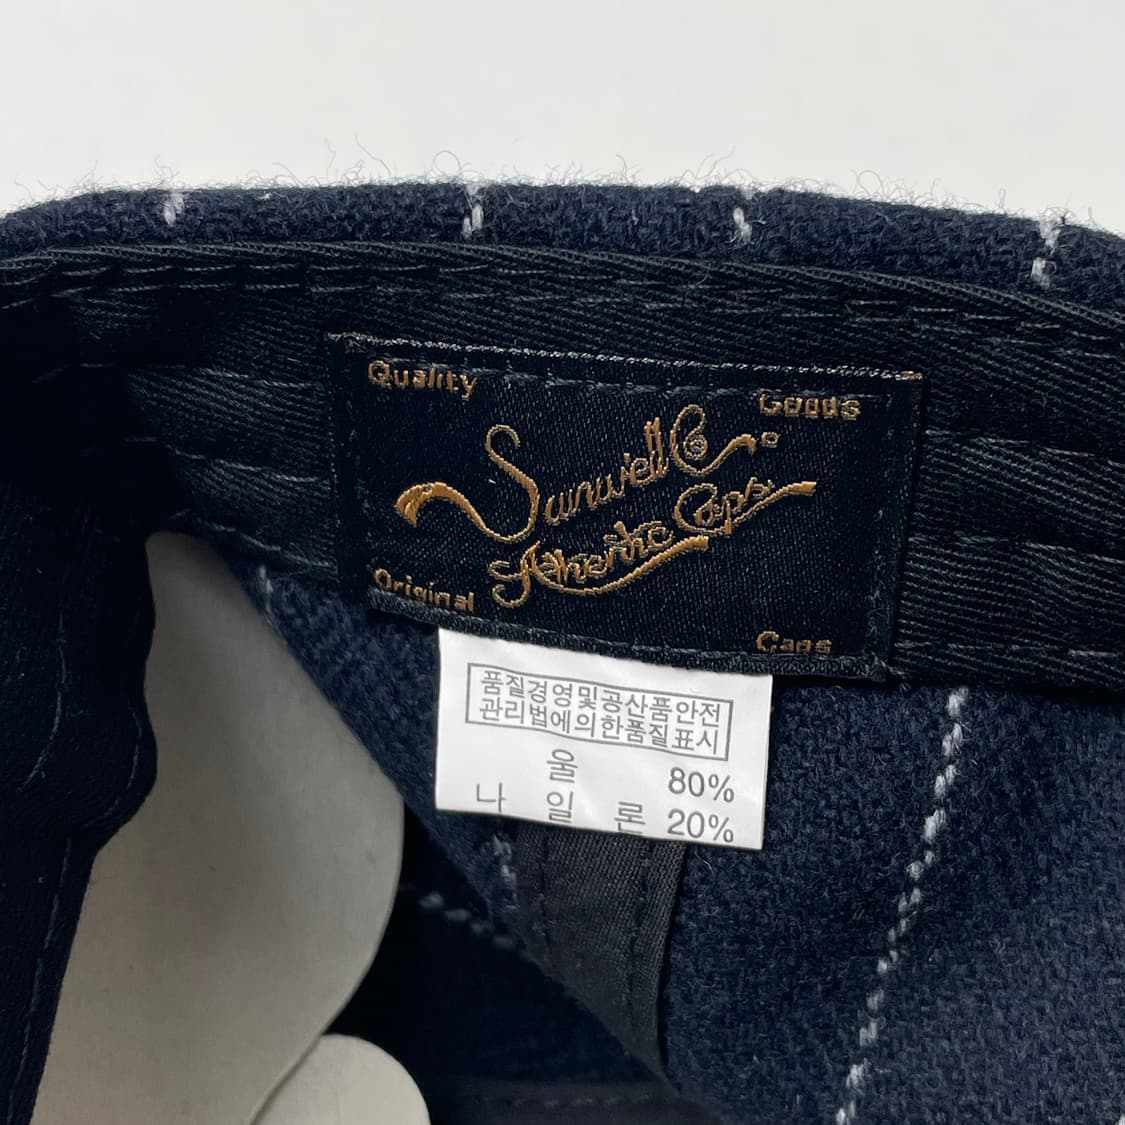 Quality
Goods
Sunwell Co
Authentic Caps
Original
Caps
품질경영및공산품안전
관리법에의한품질표시
울 80%
나 일 론 20%